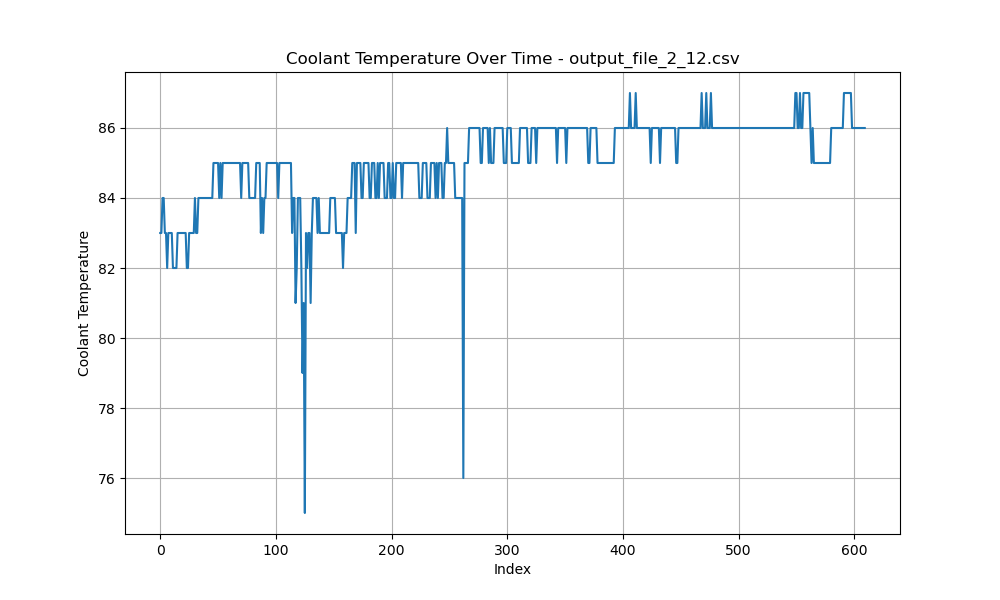 Coolant Temperature Over Time - output_file_2_12.csv
Coolant Temperature
86
84
82
80
78
76
0 100 200 300 400 500 600
Index